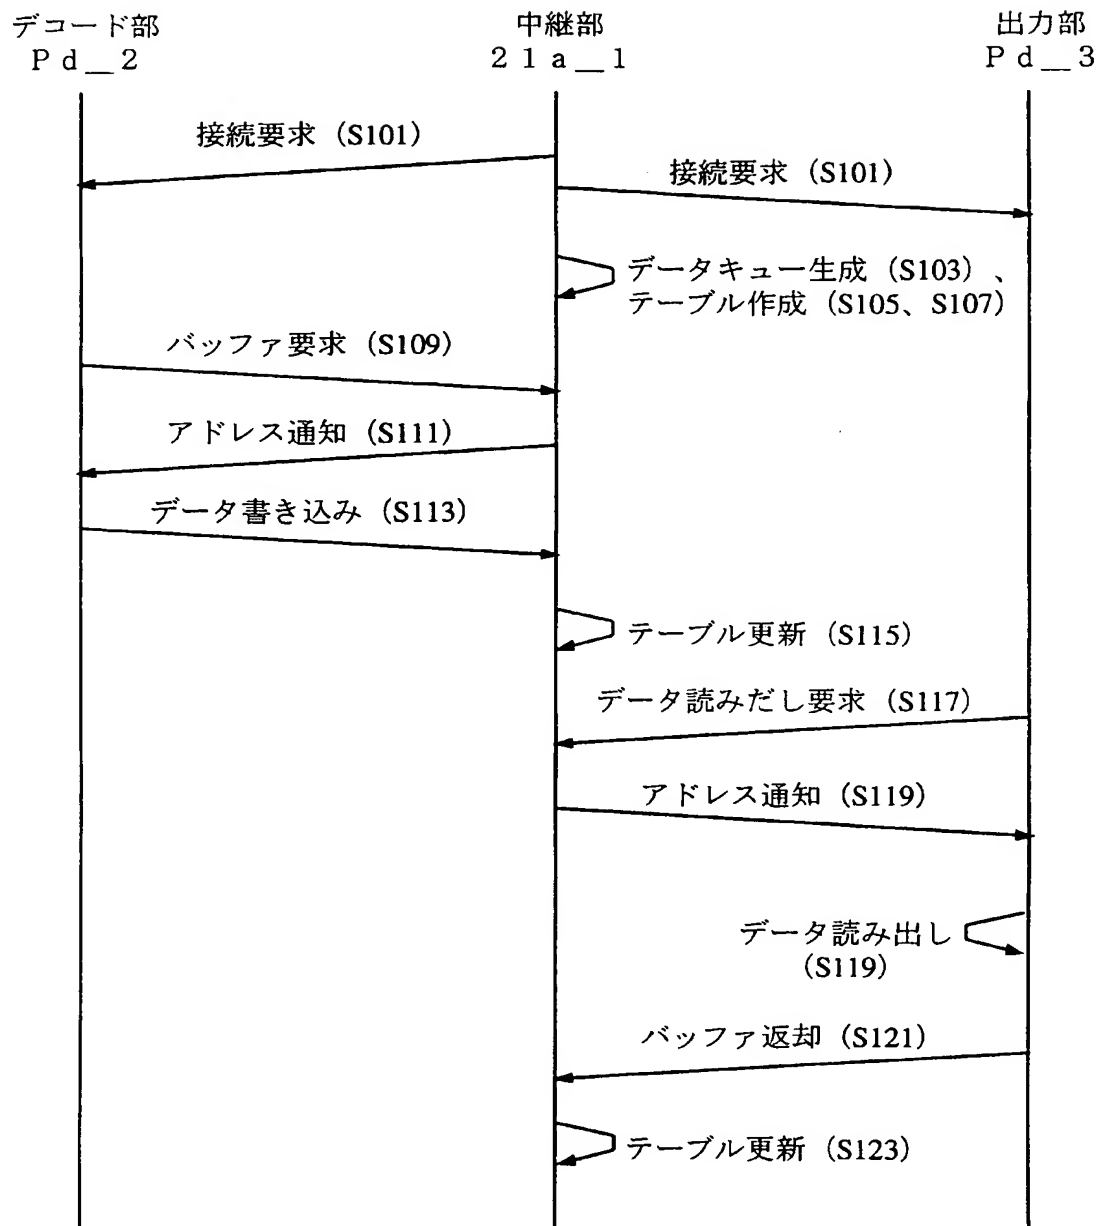 デコード部
Pd__2
中継部
21a__1
出力部
Pd__3
接続要求（S101）
接続要求（S101）
データキュー生成（S103）、
テーブル作成（S105、S107）
バッファ要求（S109）
アドレス通知（S111）
データ書き込み（S113）
テーブル更新（S115）
データ読みだし要求（S117）
アドレス通知（S119）
データ読み出し
（S119）
バッファ返却（S121）
テーブル更新（S123）